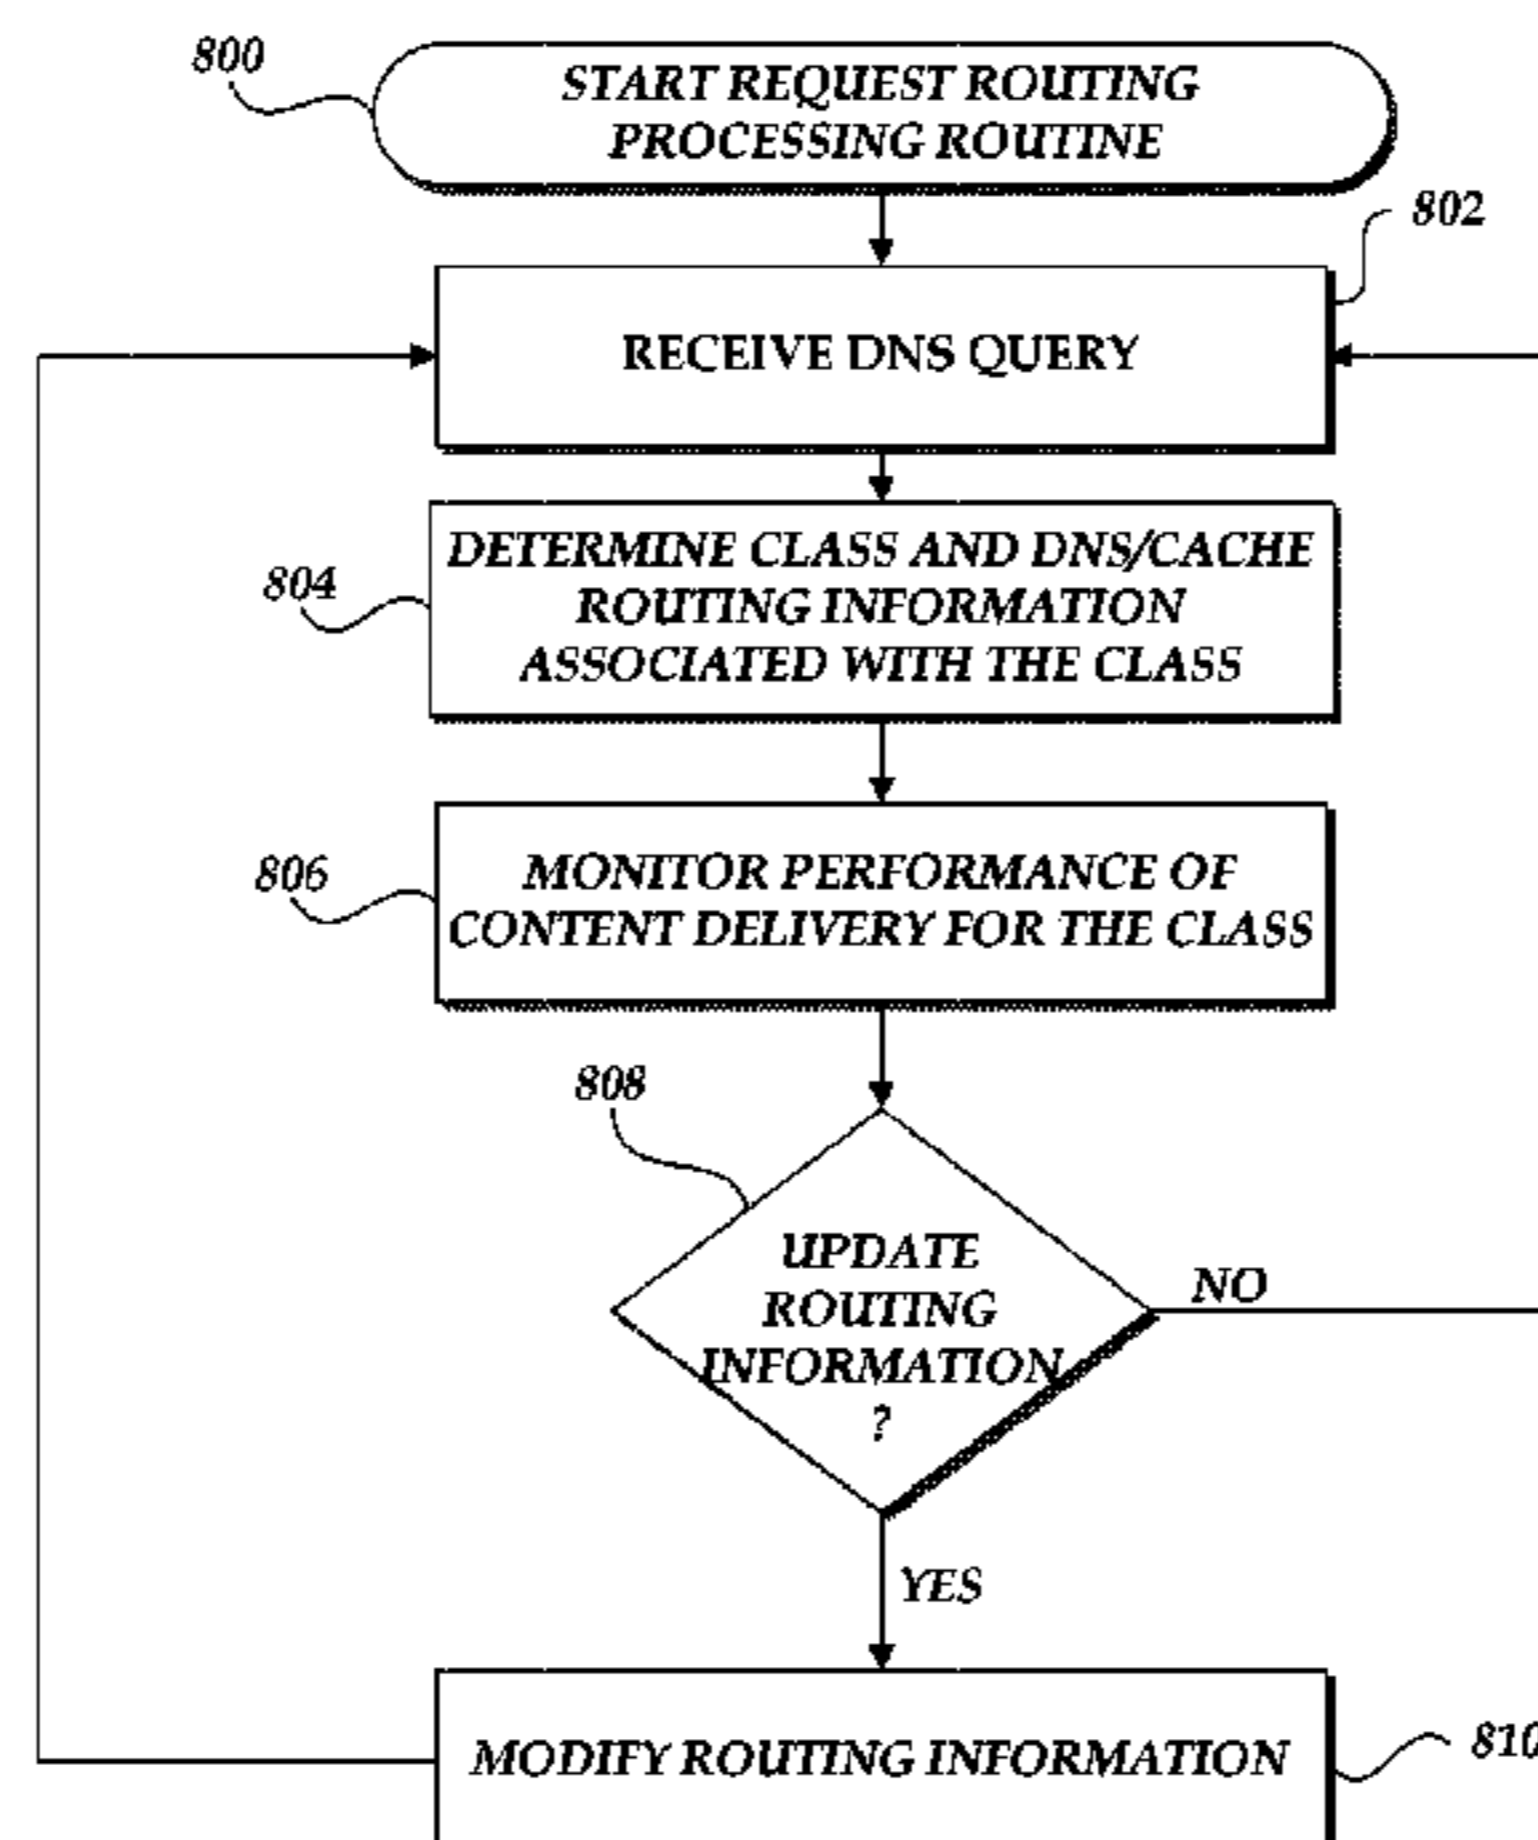 800
START REQUEST ROUTING
PROCESSING ROUTINE
802
RECEIVE DNS QUERY
804
DETERMINE CLASS AND DNS/CACHE
ROUTING INFORMATION
ASSOCIATED WITH THE CLASS
806
MONITOR PERFORMANCE OF
CONTENT DELIVERY FOR THE CLASS
808
UPDATE
ROUTING
INFORMATION
?
NO
YES
MODIFY ROUTING INFORMATION
810